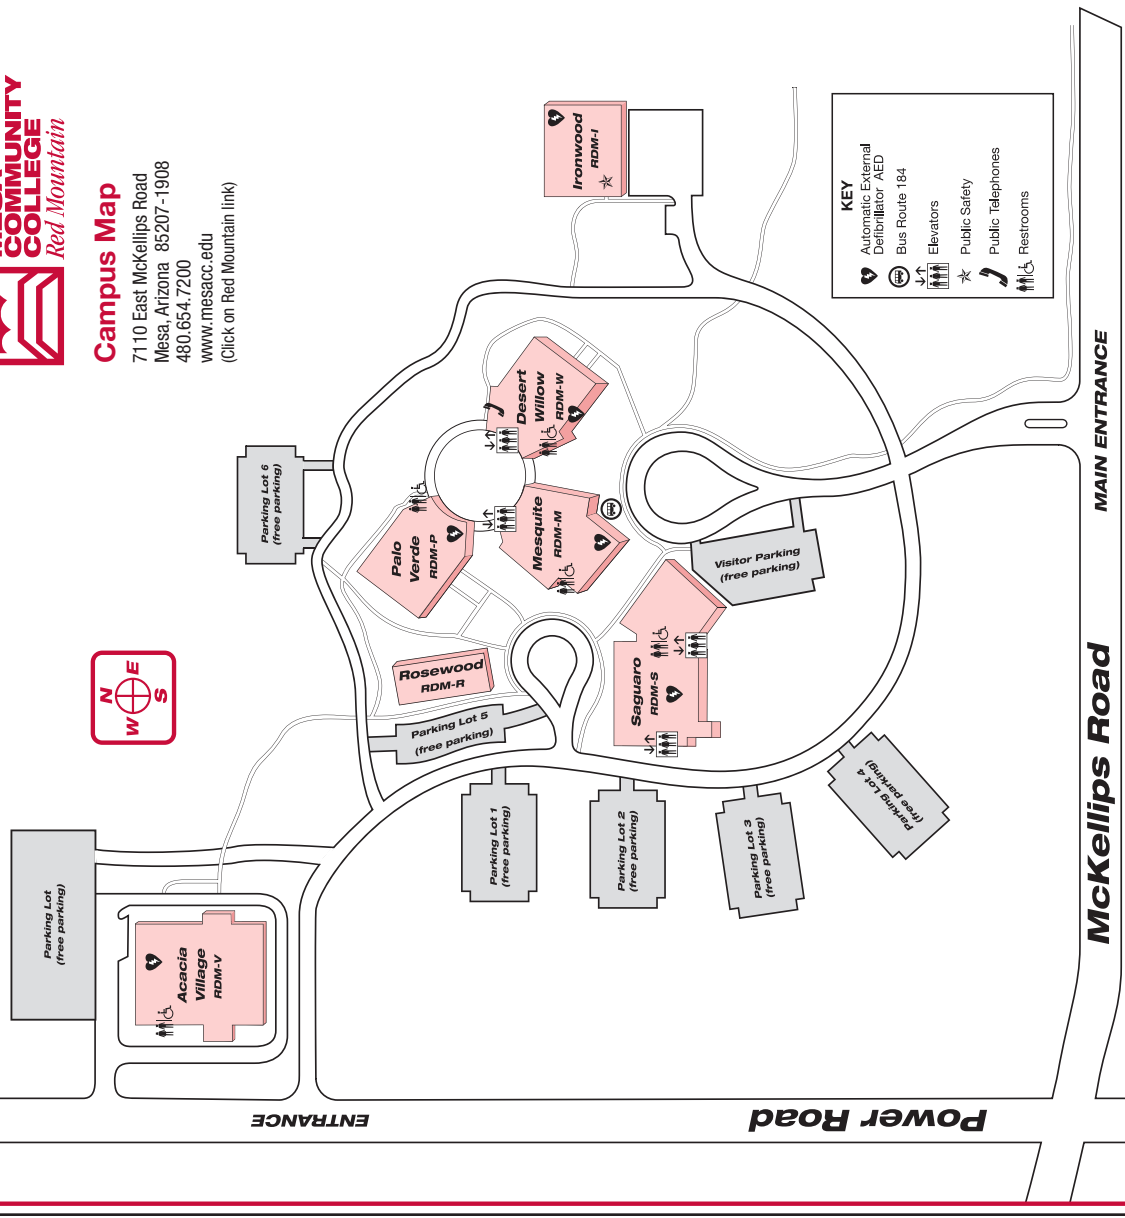 COMMUNITY
COLLEGE
Red Mountain
Campus Map
7110 East McKellips Road
Mesa, Arizona 85207-1908
480.654.7200
www.mesacc.edu
(Click on Red Mountain link)
N
W E
S
Parking Lot 6
(free parking)
Ironwood
RDM-I
KEY
Automatic External
Defibrillator AED
Bus Route 184
Elevators
Public Safety
Public Telephones
Restrooms
Desert
Willow
RDM-W
Palo
Verde
RDM-P
Mesquite
RDM-M
Visitor Parking
(free parking)
Rosewood
RDM-R
Saguaro
RDM-S
Parking Lot 5
(free parking)
Parking Lot 1
(free parking)
Parking Lot 2
(free parking)
Parking Lot 3
(free parking)
Parking Lot 4
(free parking)
Parking Lot
(free parking)
Acacia
Village
RDM-V
MAIN ENTRANCE
McKellips Road
ENTRANCE
Power Road